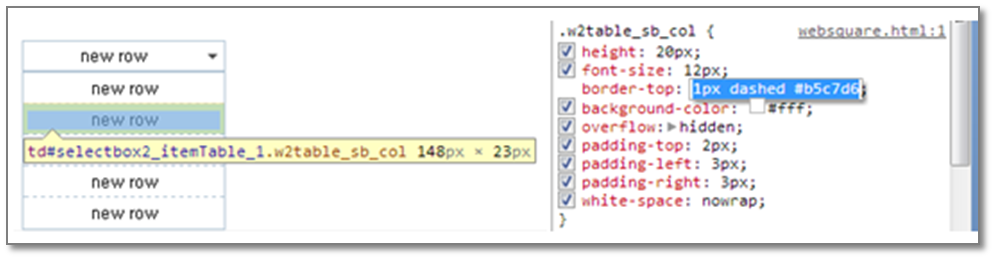 new row
new row
new row
td#selectbox2_itemTable_1.w2table_sb_col 148px × 23px
new row
new row
.w2table_sb_col { websquare.html:1
height: 20px;
font-size: 12px;
border-top: 1px dashed #b5c7d6;
background-color: #fff;
overflow: hidden;
padding-top: 2px;
padding-left: 3px;
padding-right: 3px;
white-space: nowrap;
}